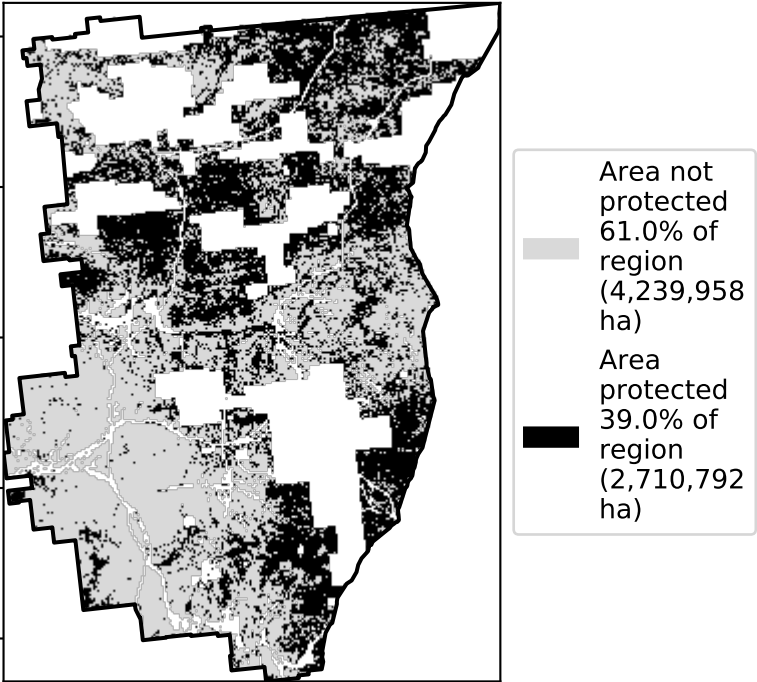 Area not
protected
61.0% of
region
(4,239,958
ha)
Area
protected
39.0% of
region
(2,710,792
ha)